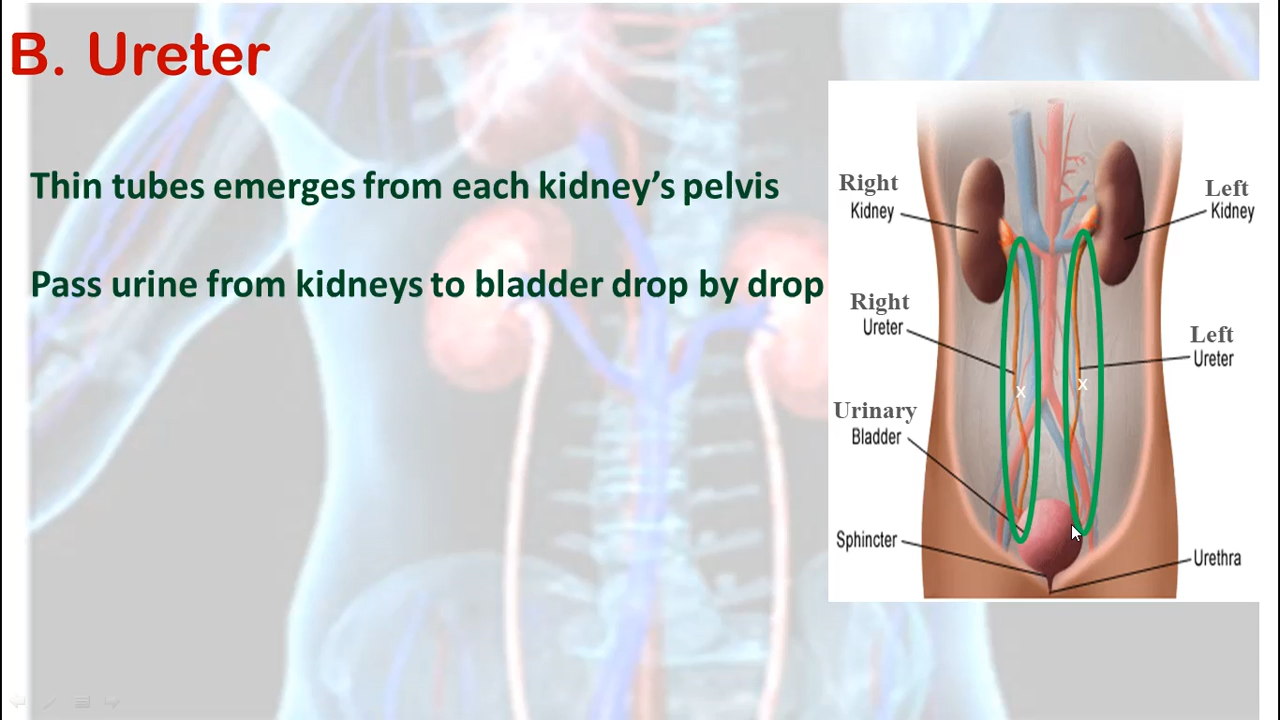 B. Ureter
Thin tubes emerges from each kidney's pelvis
Pass urine from kidneys to bladder drop by drop
Right
Kidney
Left
Kidney
Right
Ureter
Left
Ureter
x
x
Urinary
Bladder
Sphincter
Urethra